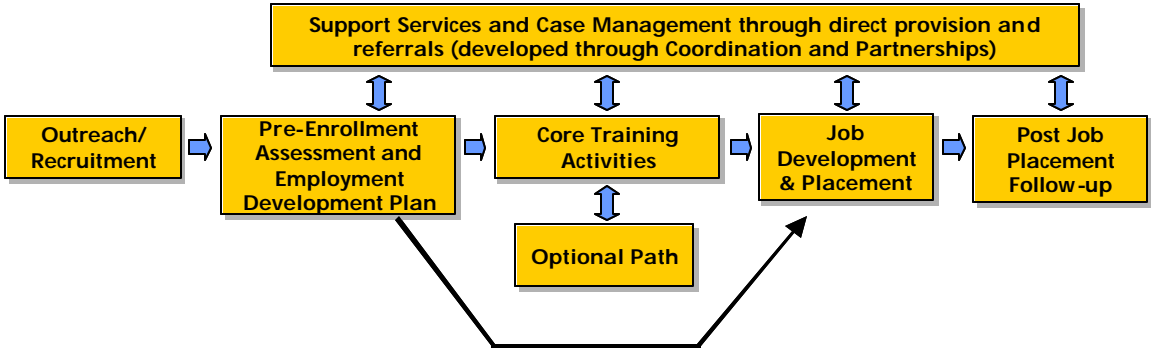 Support Services and Case Management through direct provision and
referrals (developed through Coordination and Partnerships)
Outreach/
Recruitment
Pre-Enrollment
Assessment and
Employment
Development Plan
Core Training
Activities
Job
Development
& Placement
Post Job
Placement
Follow-up
Optional Path